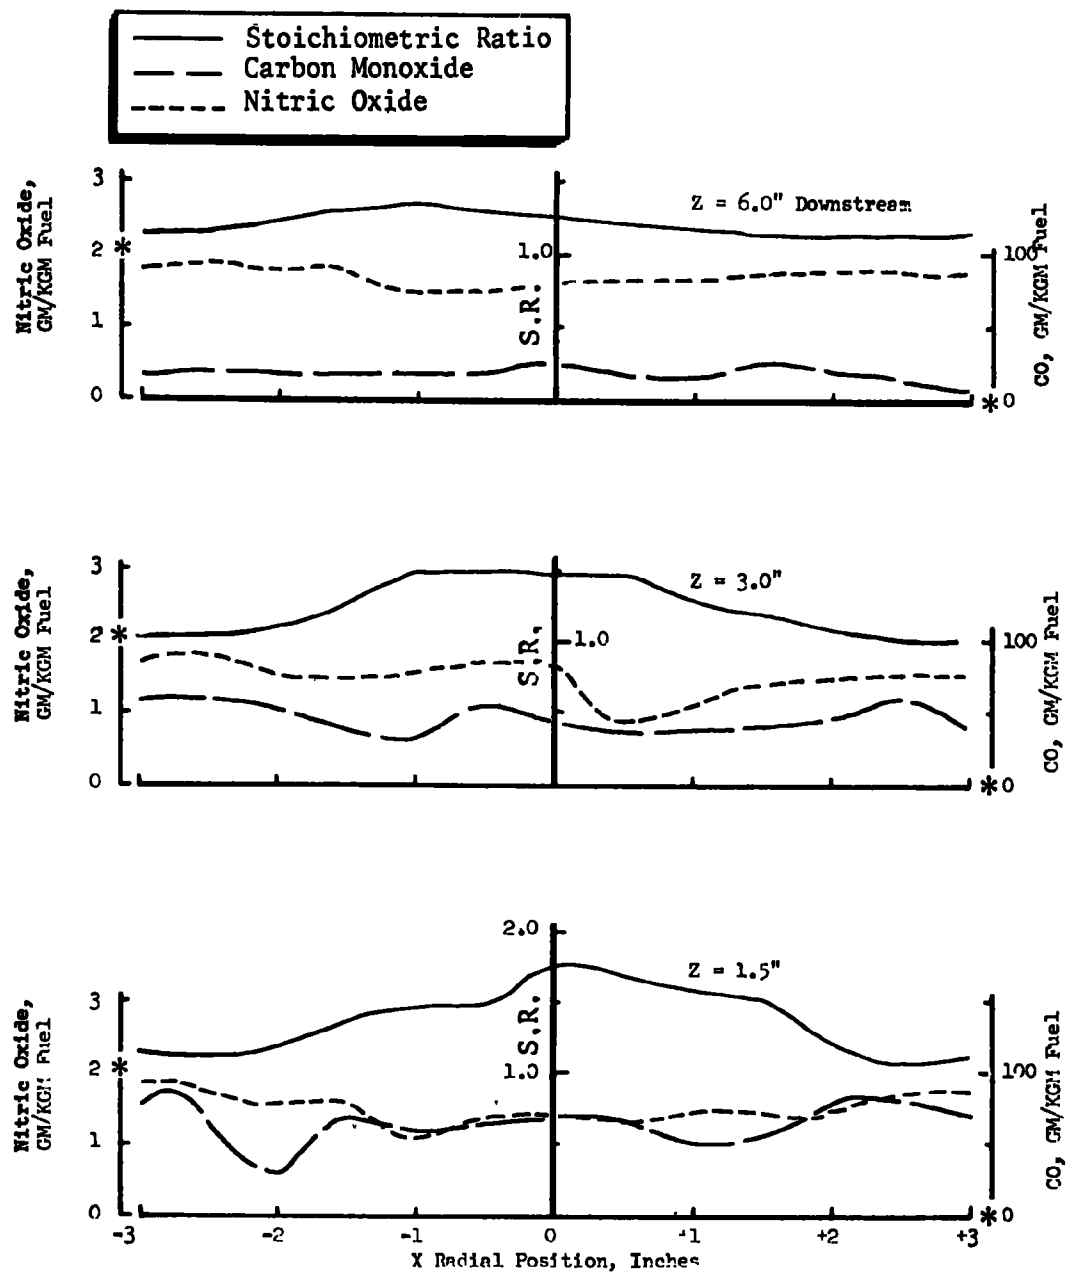 Stoichiometric Ratio
Carbon Monoxide
Nitric Oxide
Nitric Oxide,
GM/KGM Fuel
3
2
*
1
0
Z = 6.0" Downstream
1.0
S.R.
100
*0
CO, GM/KGM Fuel
Nitric Oxide,
GM/KGM Fuel
3
2
*
1
0
Z = 3.0"
1.0
S.R.
100
*0
CO, GM/KGM Fuel
Nitric Oxide,
GM/KGM Fuel
3
2
*
1
0
2.0
Z = 1.5"
S.R.
1.0
100
*0
CO, GM/KGM Fuel
-3 -2 -1 0 +1 +2 +3
X Radial Position, Inches